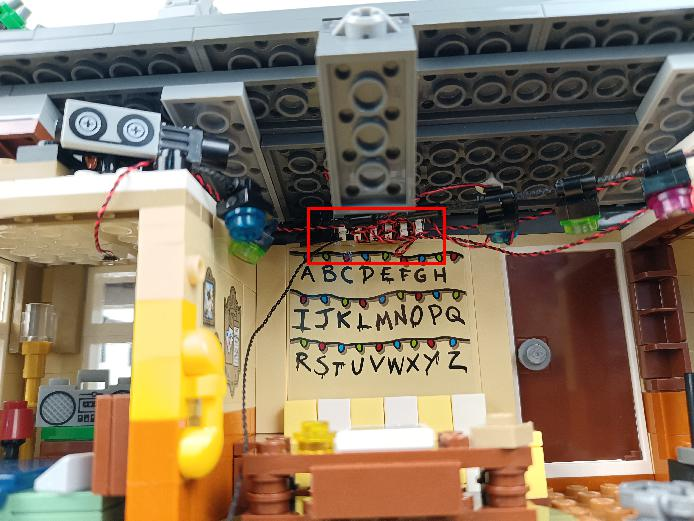 ABCDEFGH
IJKLMNOPQ
RSTUVWXYZ